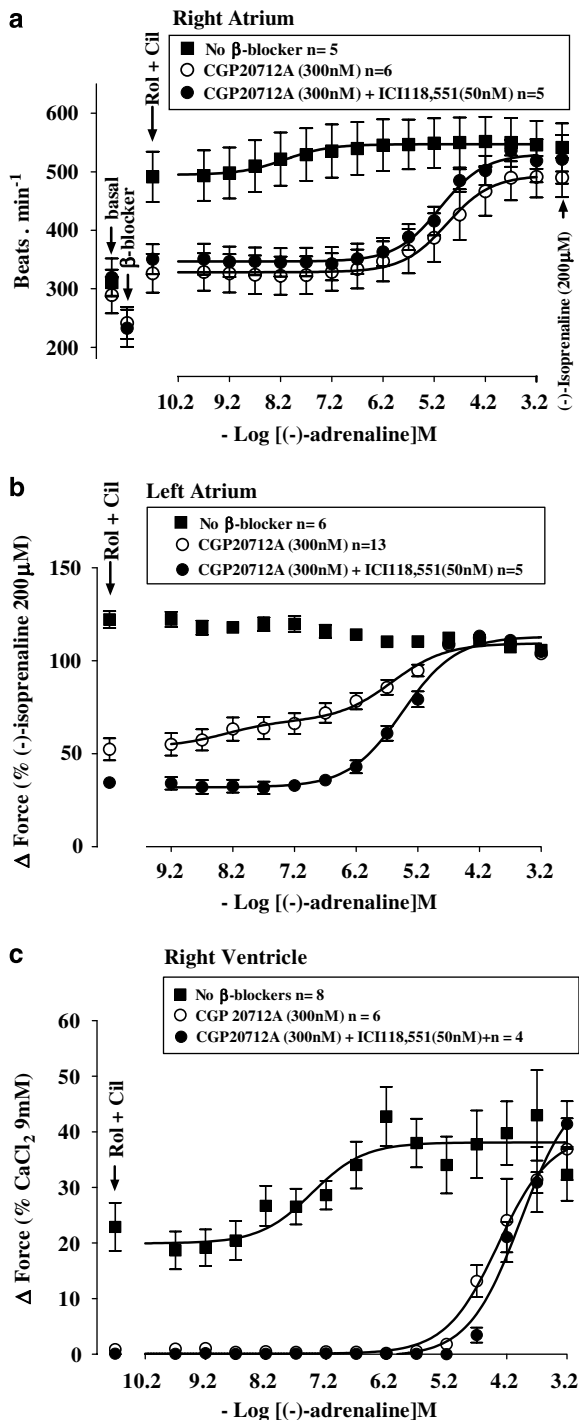 a
Right Atrium
No β-blocker n= 5
CGP20712A (300nM) n=6
CGP20712A (300nM) + ICI118,551(50nM) n=5
Rol + Cil
basal
β-blocker
600
500
400
300
200
Beats . min⁻¹
(-)-Isoprenaline (200μM)
10.2 9.2 8.2 7.2 6.2 5.2 4.2 3.2
- Log [(-)-adrenaline]M
b
Left Atrium
No β-blocker n= 6
CGP20712A (300nM) n=13
CGP20712A (300nM) + ICI118,551(50nM) n=5
Rol + Cil
150
100
50
0
Δ Force (% (-)-isoprenaline 200μM)
9.2 8.2 7.2 6.2 5.2 4.2 3.2
- Log [(-)-adrenaline]M
c
Right Ventricle
No β-blockers n= 8
CGP 20712A (300nM) n = 6
CGP20712A (300nM) + ICI118,551(50nM)+n = 4
Rol + Cil
60
50
40
30
20
10
0
Δ Force (% CaCl₂ 9mM)
10.2 9.2 8.2 7.2 6.2 5.2 4.2 3.2
- Log [(-)-adrenaline]M